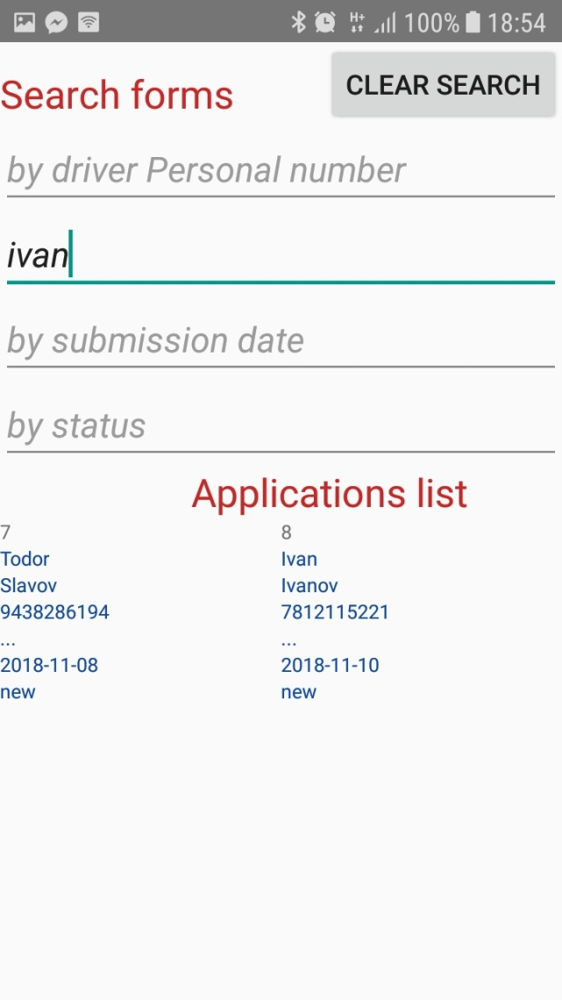 H+ 100% 18:54
Search forms
CLEAR SEARCH
by driver Personal number
ivan
by submission date
by status
Applications list
7
Todor
Slavov
9438286194
...
2018-11-08
new
8
Ivan
Ivanov
7812115221
...
2018-11-10
new